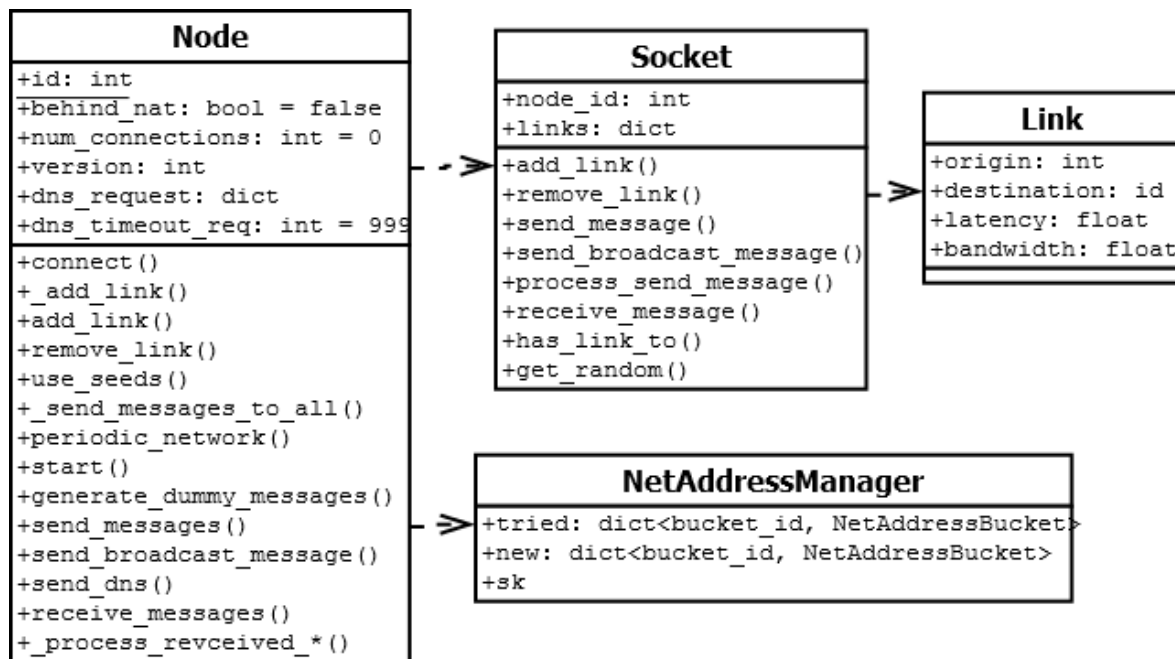 Node
+id: int
+behind_nat: bool = false
+num_connections: int = 0
+version: int
+dns_request: dict
+dns_timeout_req: int = 999
+connect()
+_add_link()
+add_link()
+remove_link()
+use_seeds()
+_send_messages_to_all()
+periodic_network()
+start()
+generate_dummy_messages()
+send_messages()
+send_broadcast_message()
+send_dns()
+receive_messages()
+_process_revceived_*()
Socket
+node_id: int
+links: dict
+add_link()
+remove_link()
+send_message()
+send_broadcast_message()
+process_send_message()
+receive_message()
+has_link_to()
+get_random()
Link
+origin: int
+destination: id
+latency: float
+bandwidth: float
NetAddressManager
+tried: dict<bucket_id, NetAddressBucket>
+new: dict<bucket_id, NetAddressBucket>
+sk